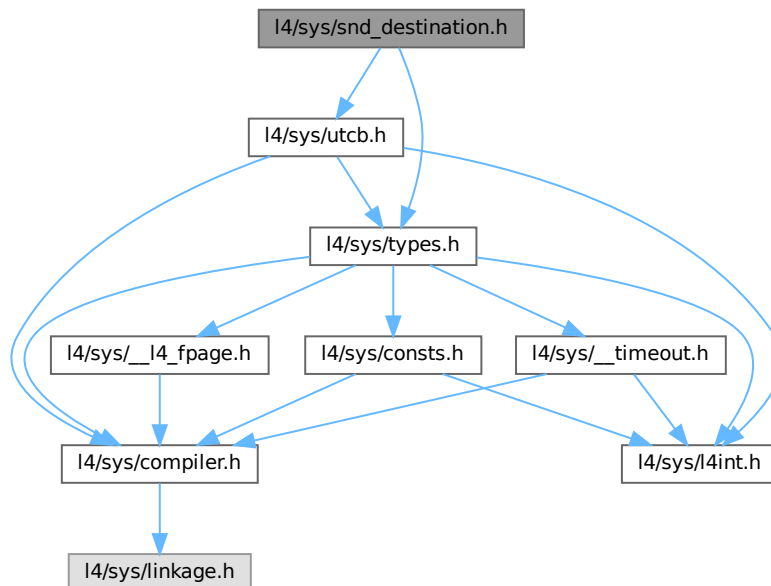 l4/sys/snd_destination.h
l4/sys/utcb.h
l4/sys/types.h
l4/sys/__l4_fpage.h
l4/sys/consts.h
l4/sys/__timeout.h
l4/sys/compiler.h
l4/sys/l4int.h
l4/sys/linkage.h